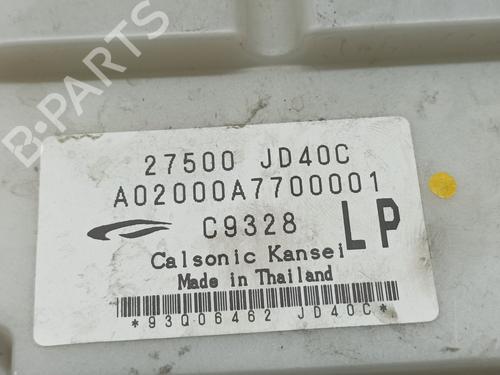 B-PARTS
27500 JD40C
A02000A7700001
C9328
LP
Calsonic Kansei
Made in Thailand
*93Q06462 JD40C*